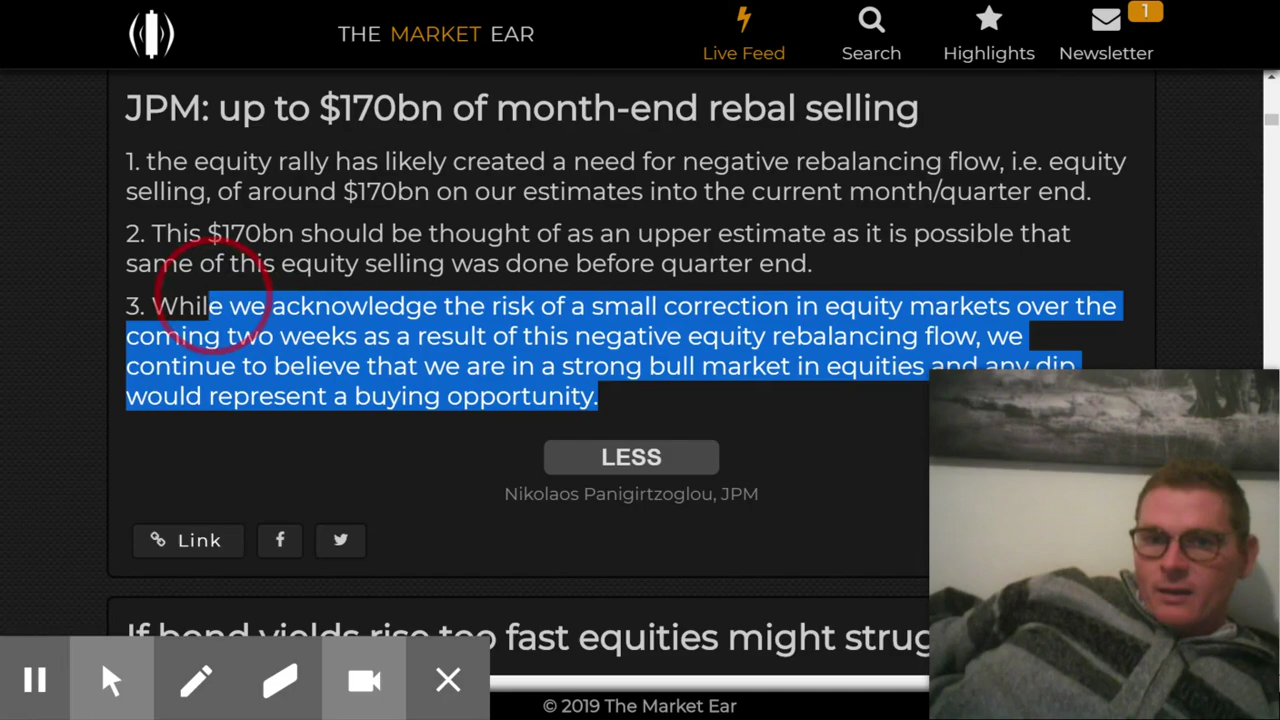 THE MARKET EAR
Live Feed
Search
Highlights
1
Newsletter
JPM: up to $170bn of month-end rebal selling
1. the equity rally has likely created a need for negative rebalancing flow, i.e. equity
selling, of around $170bn on our estimates into the current month/quarter end.
2. This $170bn should be thought of as an upper estimate as it is possible that
same of this equity selling was done before quarter end.
3. While we acknowledge the risk of a small correction in equity markets over the
coming two weeks as a result of this negative equity rebalancing flow, we
continue to believe that we are in a strong bull market in equities and any dip
would represent a buying opportunity.
LESS
Nikolaos Panigirtzoglou, JPM
Link
If bond yields rise too fast equities might
© 2019 The Market Ear